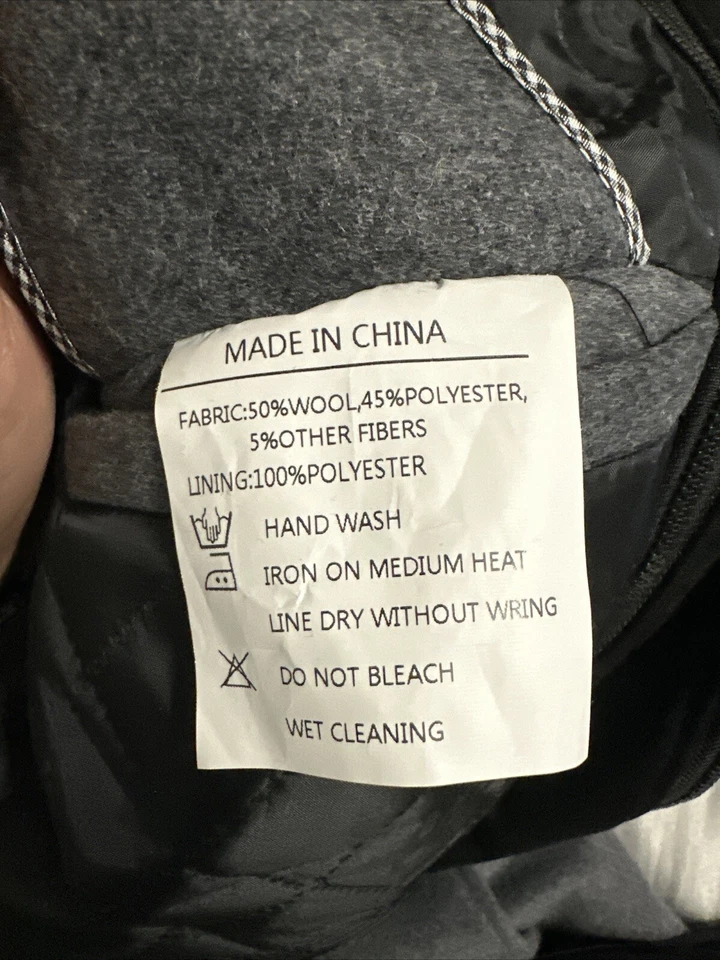 MADE IN CHINA
FABRIC:50%WOOL,45%POLYESTER,
5%OTHER FIBERS
LINING:100%POLYESTER
HAND WASH
IRON ON MEDIUM HEAT
LINE DRY WITHOUT WRING
DO NOT BLEACH
WET CLEANING